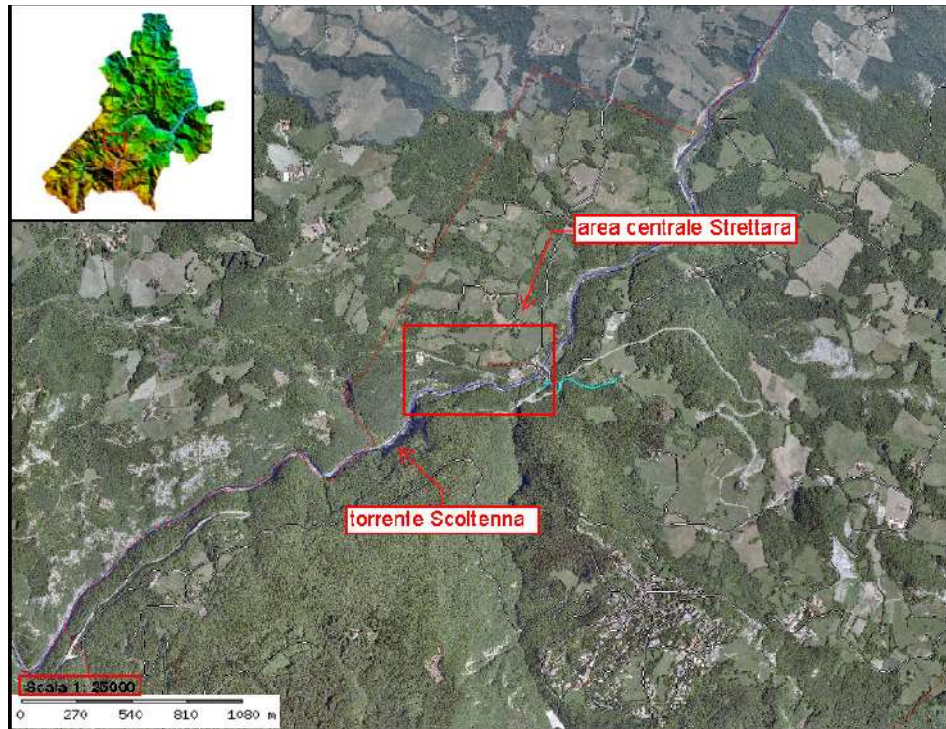 area centrale Strettara
torrente Scoltenna
Scala 1: 25000
0 270 540 810 1080 m